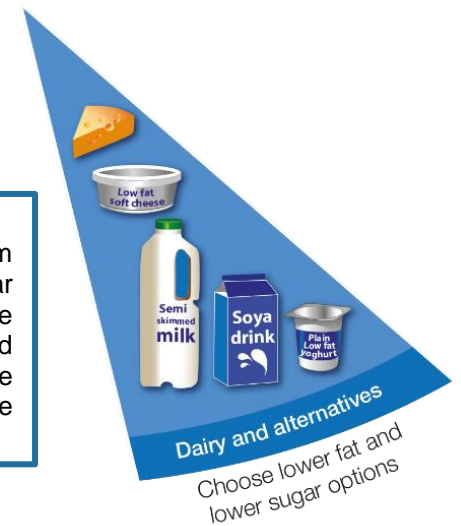 Low fat
soft cheese
Semi
skimmed
milk
Soya
drink
Plain
Low fat
yoghurt
Dairy and alternatives
Choose lower fat and
lower sugar options